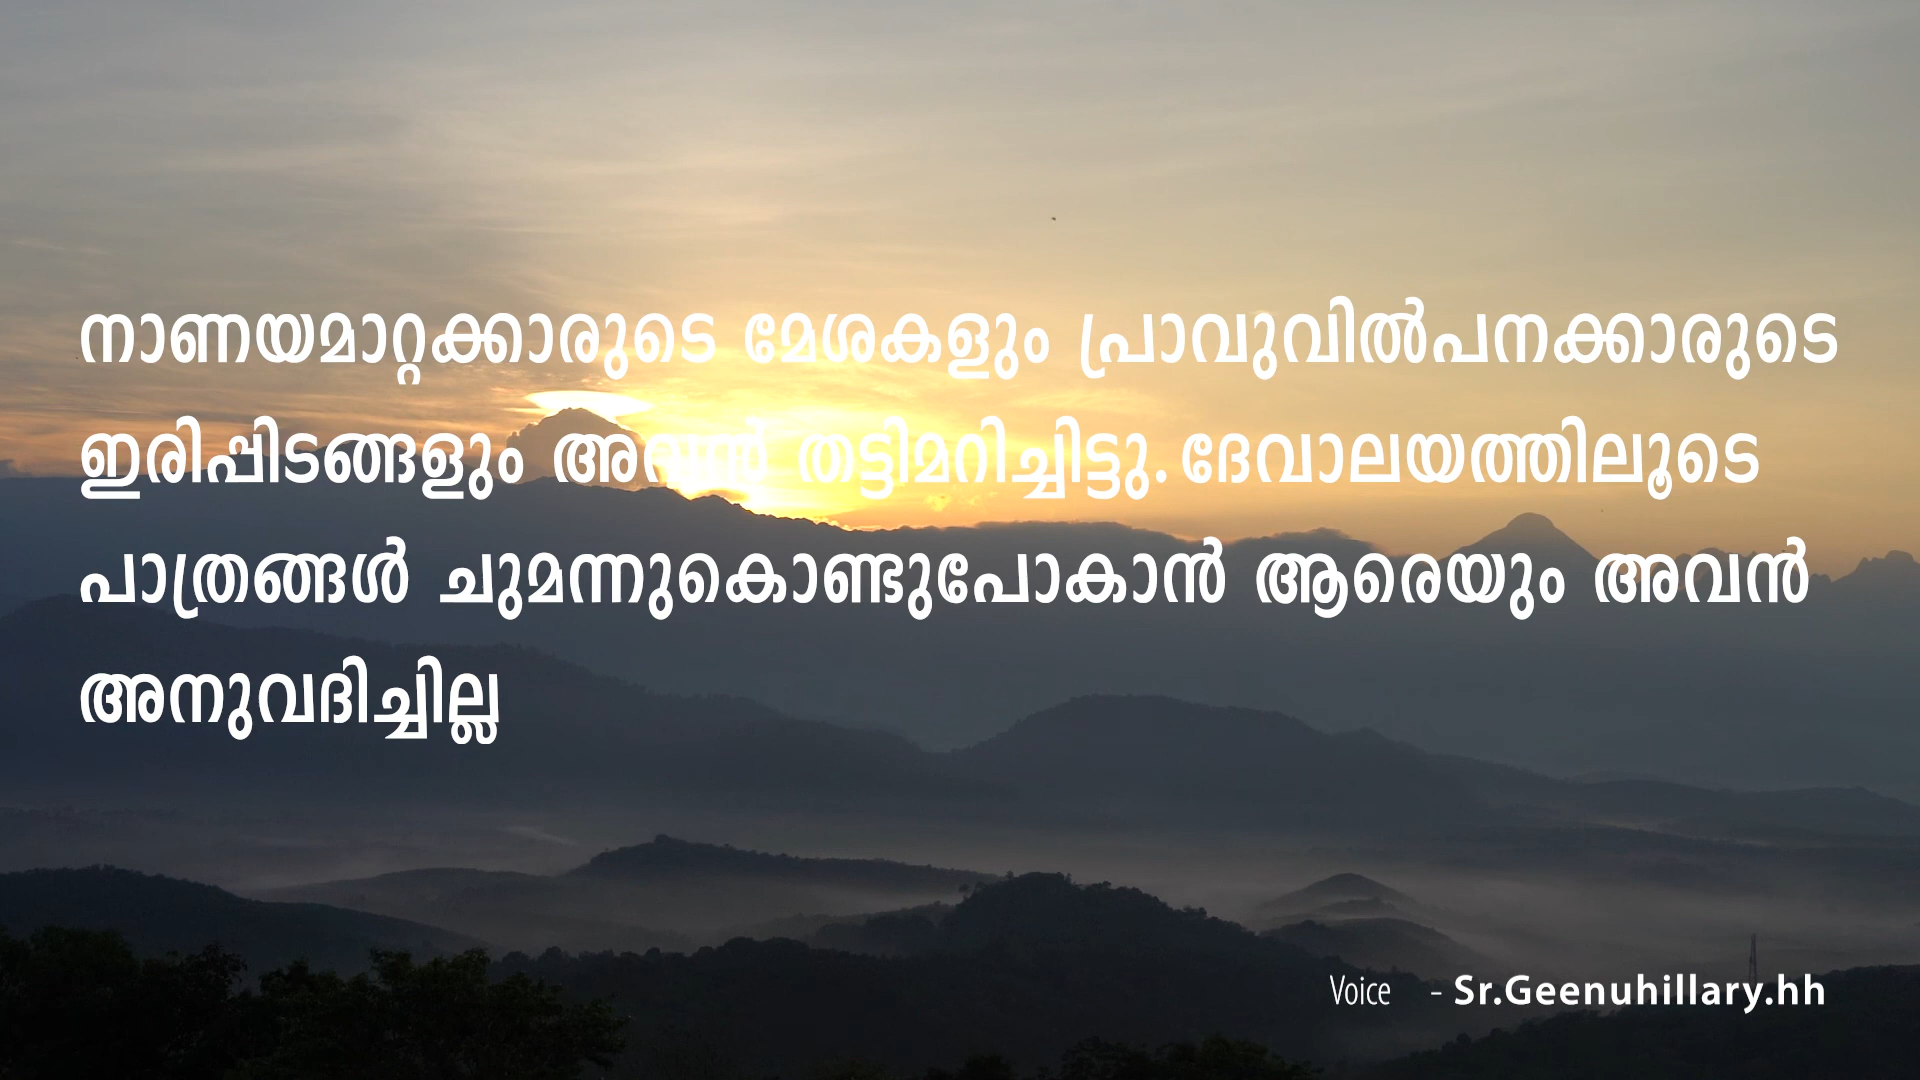 നാണയമാറ്റക്കാരുടെ മേശകളും പ്രാവുവിൽപനക്കാരുടെ
ഇരിപ്പിടങ്ങളും അവൻ തട്ടിമറിച്ചിട്ടു.ദേവാലയത്തിലൂടെ
പാത്രങ്ങൾ ചുമന്നുകൊണ്ടുപോകാൻ ആരെയും അവൻ
അനുവദിച്ചില്ല
Voice - Sr.Geenuhillary.hh